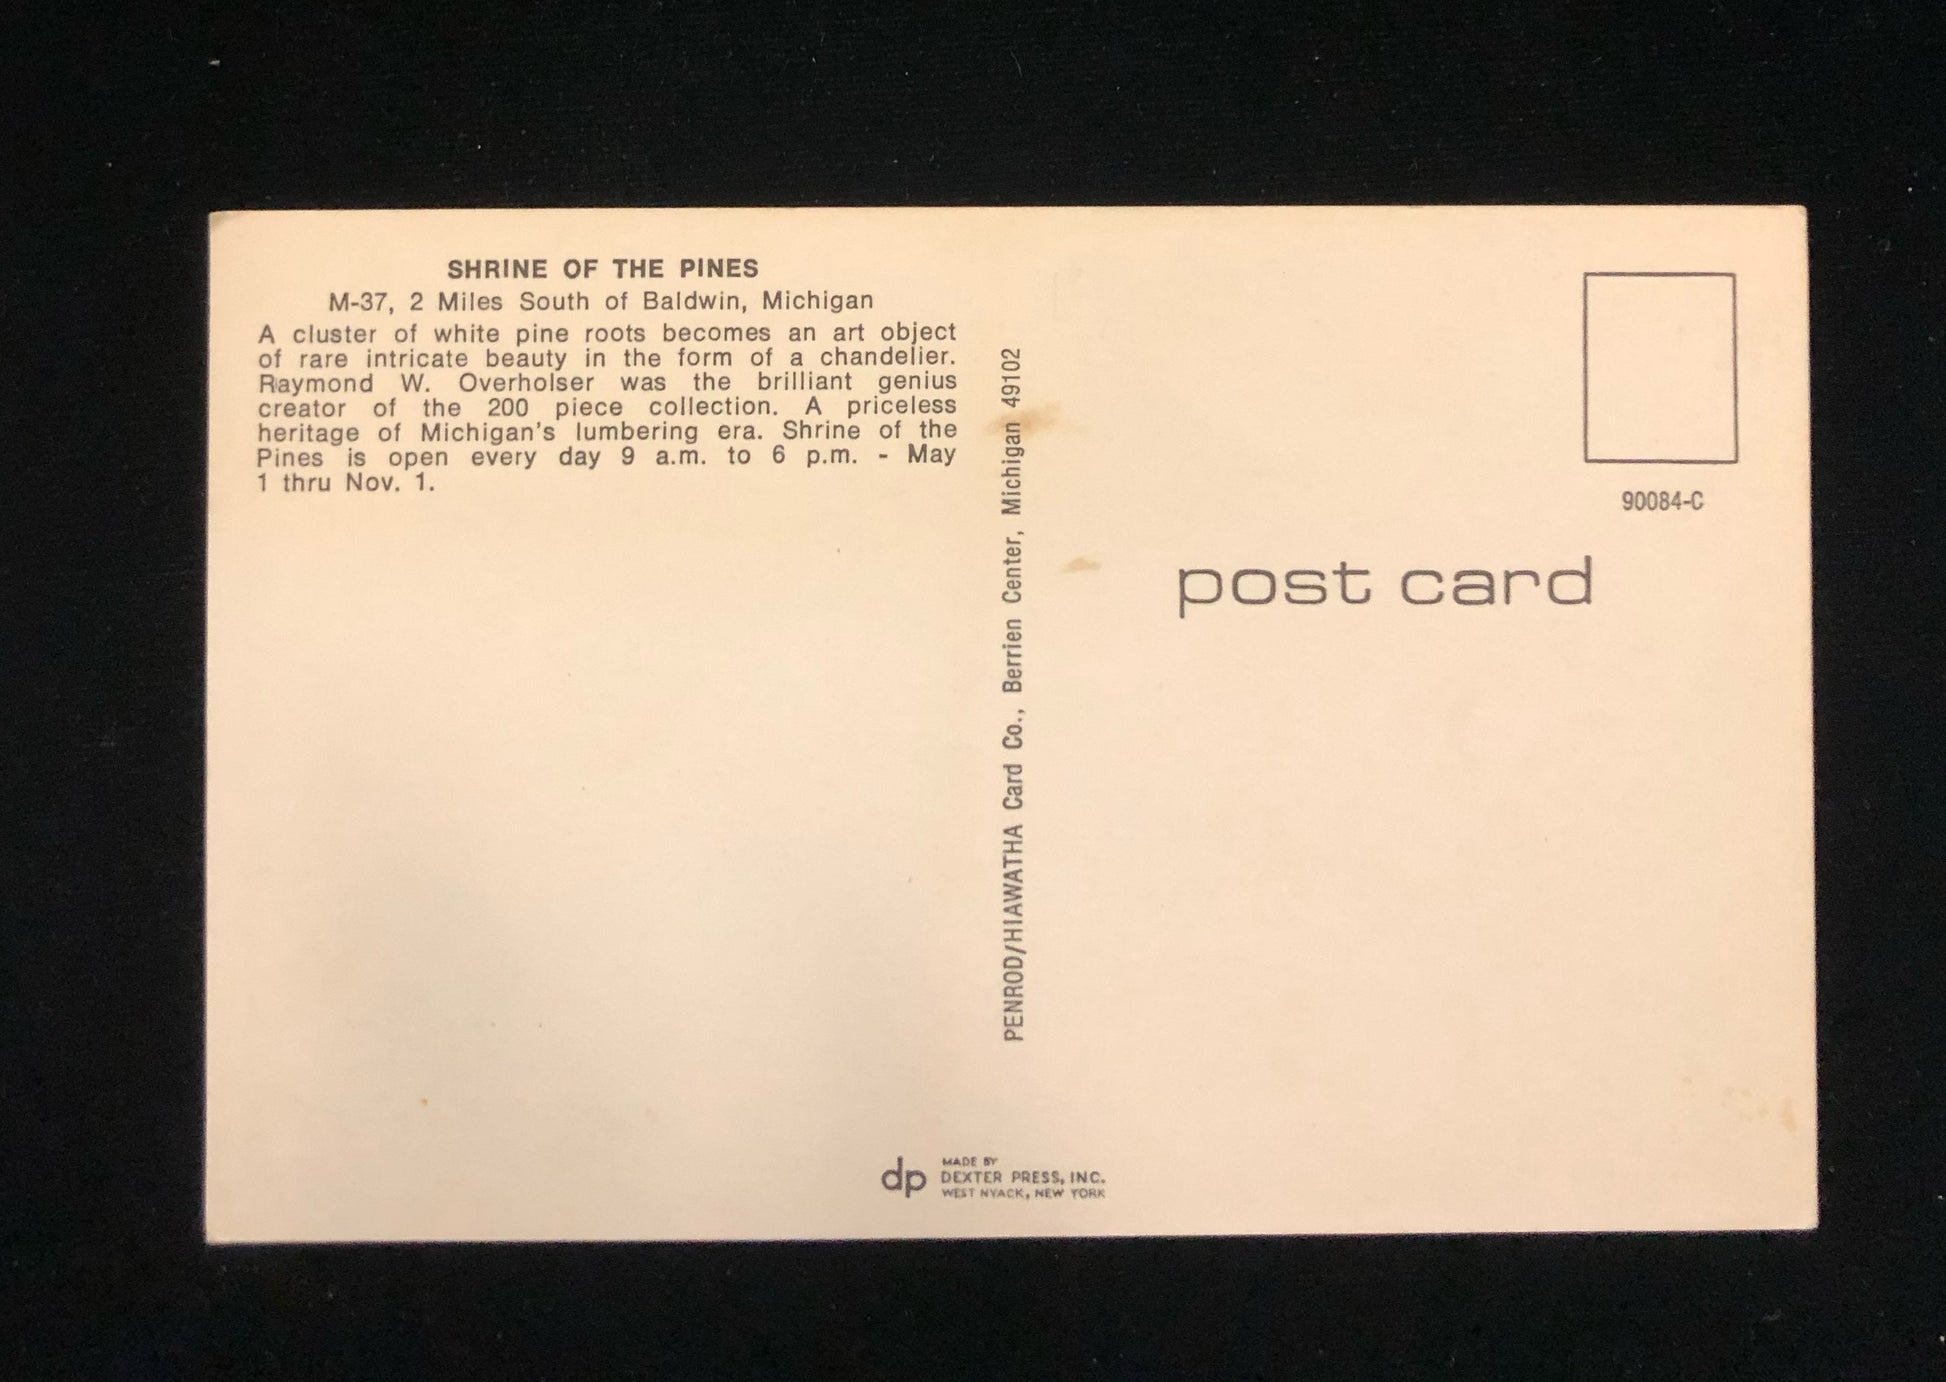 SHRINE OF THE PINES
M-37, 2 Miles South of Baldwin, Michigan
A cluster of white pine roots becomes an art object
of rare intricate beauty in the form of a chandelier.
Raymond W. Overholser was the brilliant genius
creator of the 200 piece collection. A priceless
heritage of Michigan's lumbering era. Shrine of the
Pines is open every day 9 a.m. to 6 p.m. - May
1 thru Nov. 1.
PENROD/HIAWATHA Card Co., Berrien Center, Michigan 49102
90084-C
post card
dp
MADE BY
DEXTER PRESS, INC.
WEST NYACK, NEW YORK